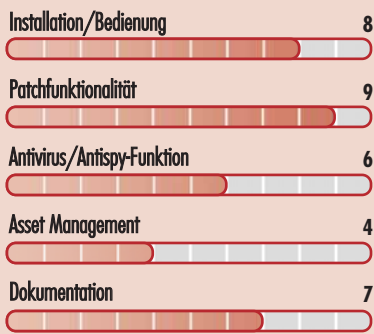 Installation/Bedienung 8
Patchfunktionalität 9
Antivirus/Antispy-Funktion 6
Asset Management 4
Dokumentation 7